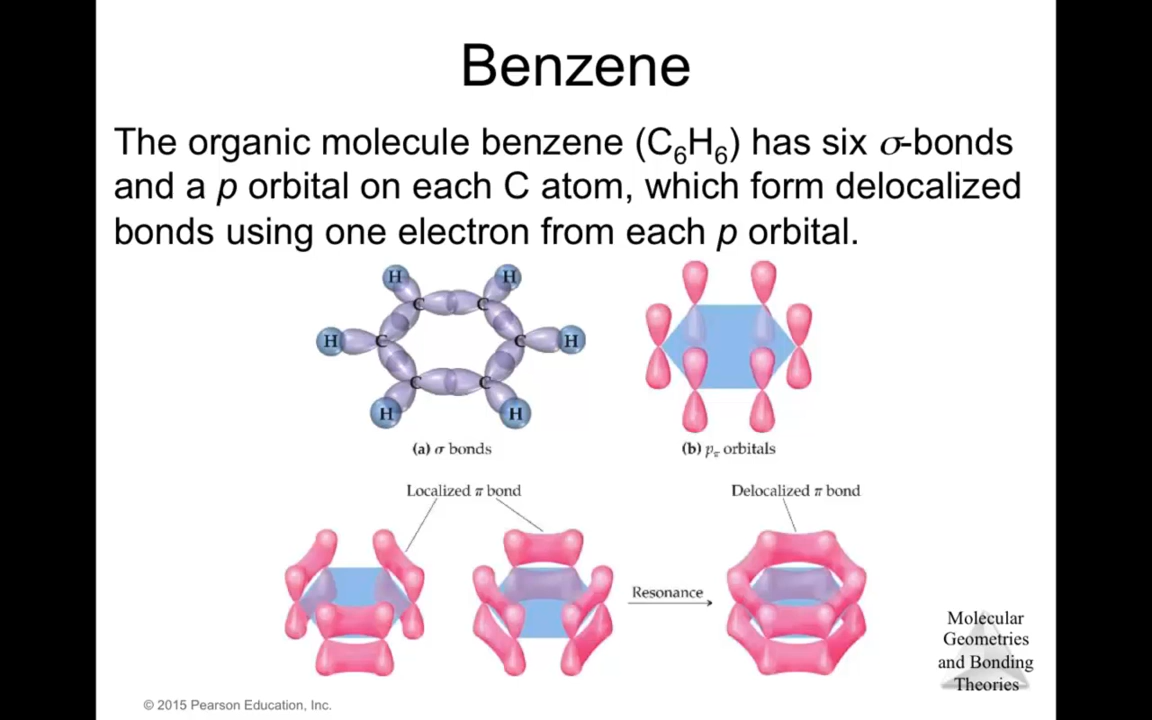 Benzene
The organic molecule benzene (C₆H₆) has six σ-bonds
and a p orbital on each C atom, which form delocalized
bonds using one electron from each p orbital.
H H
C C
H C C H
C C
H H
(a) σ bonds
(b) pπ orbitals
Localized π bond
Delocalized π bond
Resonance
Molecular
Geometries
and Bonding
Theories
© 2015 Pearson Education, Inc.